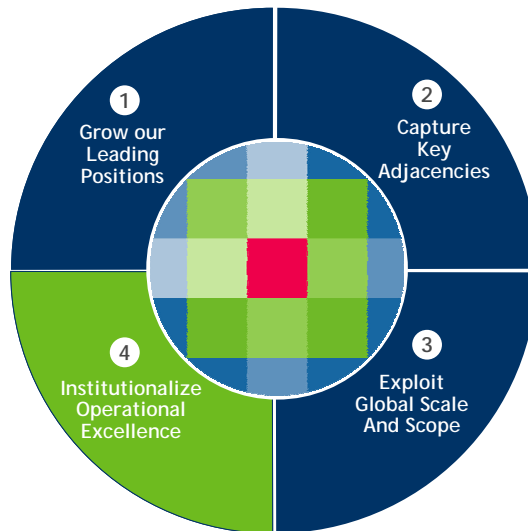 1
Grow our
Leading
Positions
2
Capture
Key
Adjacencies
3
Exploit
Global Scale
And Scope
4
Institutionalize
Operational
Excellence